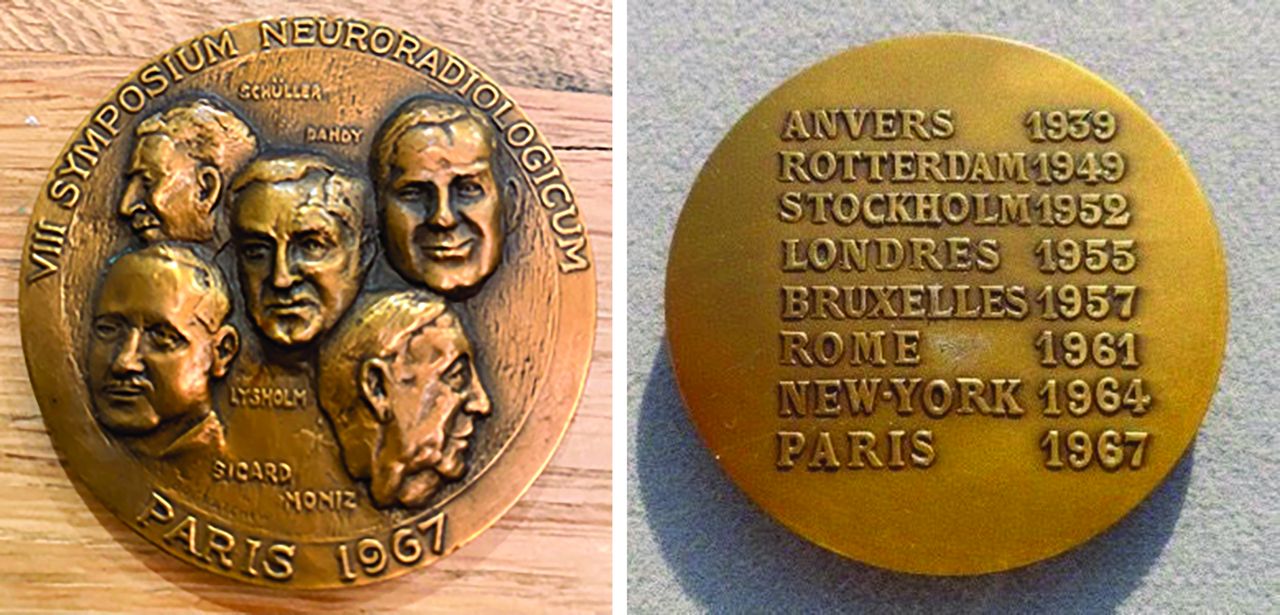 VIII SYMPOSIUM NEURORADIOLOGICUM
SCHÜLLER
DANDY
LYSHOLM
SICARD
MONIZ
PARIS 1967
ANVERS 1939
ROTTERDAM 1949
STOCKHOLM 1952
LONDRES 1955
BRUXELLES 1957
ROME 1961
NEW-YORK 1964
PARIS 1967